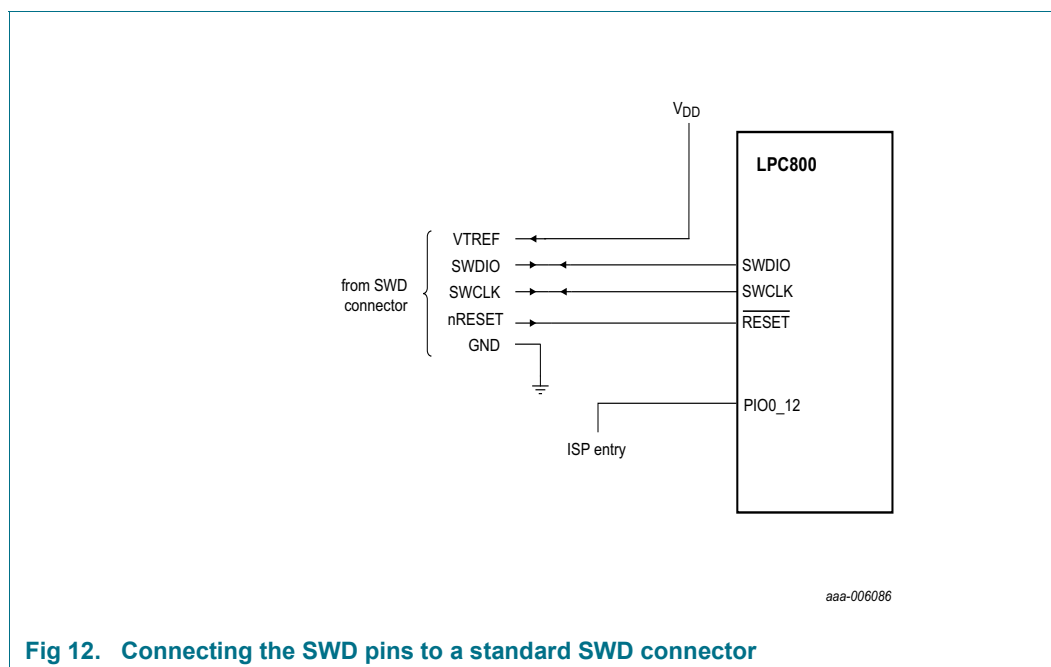 VDD
LPC800
VTREF
SWDIO
SWCLK
nRESET
GND
from SWD
connector
SWDIO
SWCLK
RESET
PIO0_12
ISP entry
aaa-006086
Fig 12. Connecting the SWD pins to a standard SWD connector